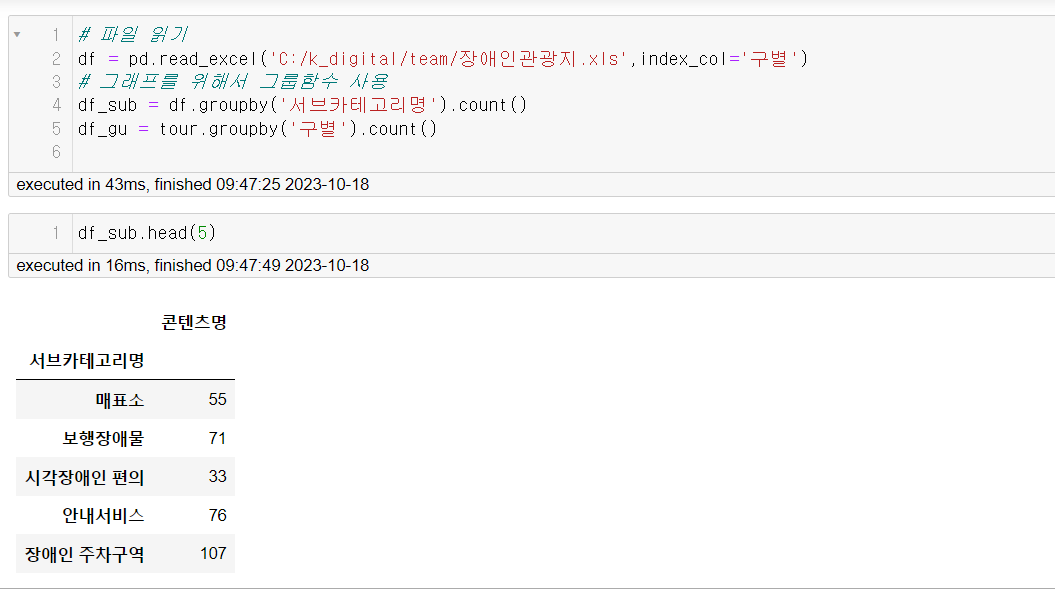 1 # 파일 읽기
2 df = pd.read_excel('C:/k_digital/team/장애인관광지.xls',index_col='구별')
3 # 그래프를 위해서 그룹함수 사용
4 df_sub = df.groupby('서브카테고리명').count()
5 df_gu = tour.groupby('구별').count()
6
executed in 43ms, finished 09:47:25 2023-10-18
1 df_sub.head(5)
executed in 16ms, finished 09:47:49 2023-10-18
콘텐츠명
서브카테고리명
매표소 55
보행장애물 71
시각장애인 편의 33
안내서비스 76
장애인 주차구역 107